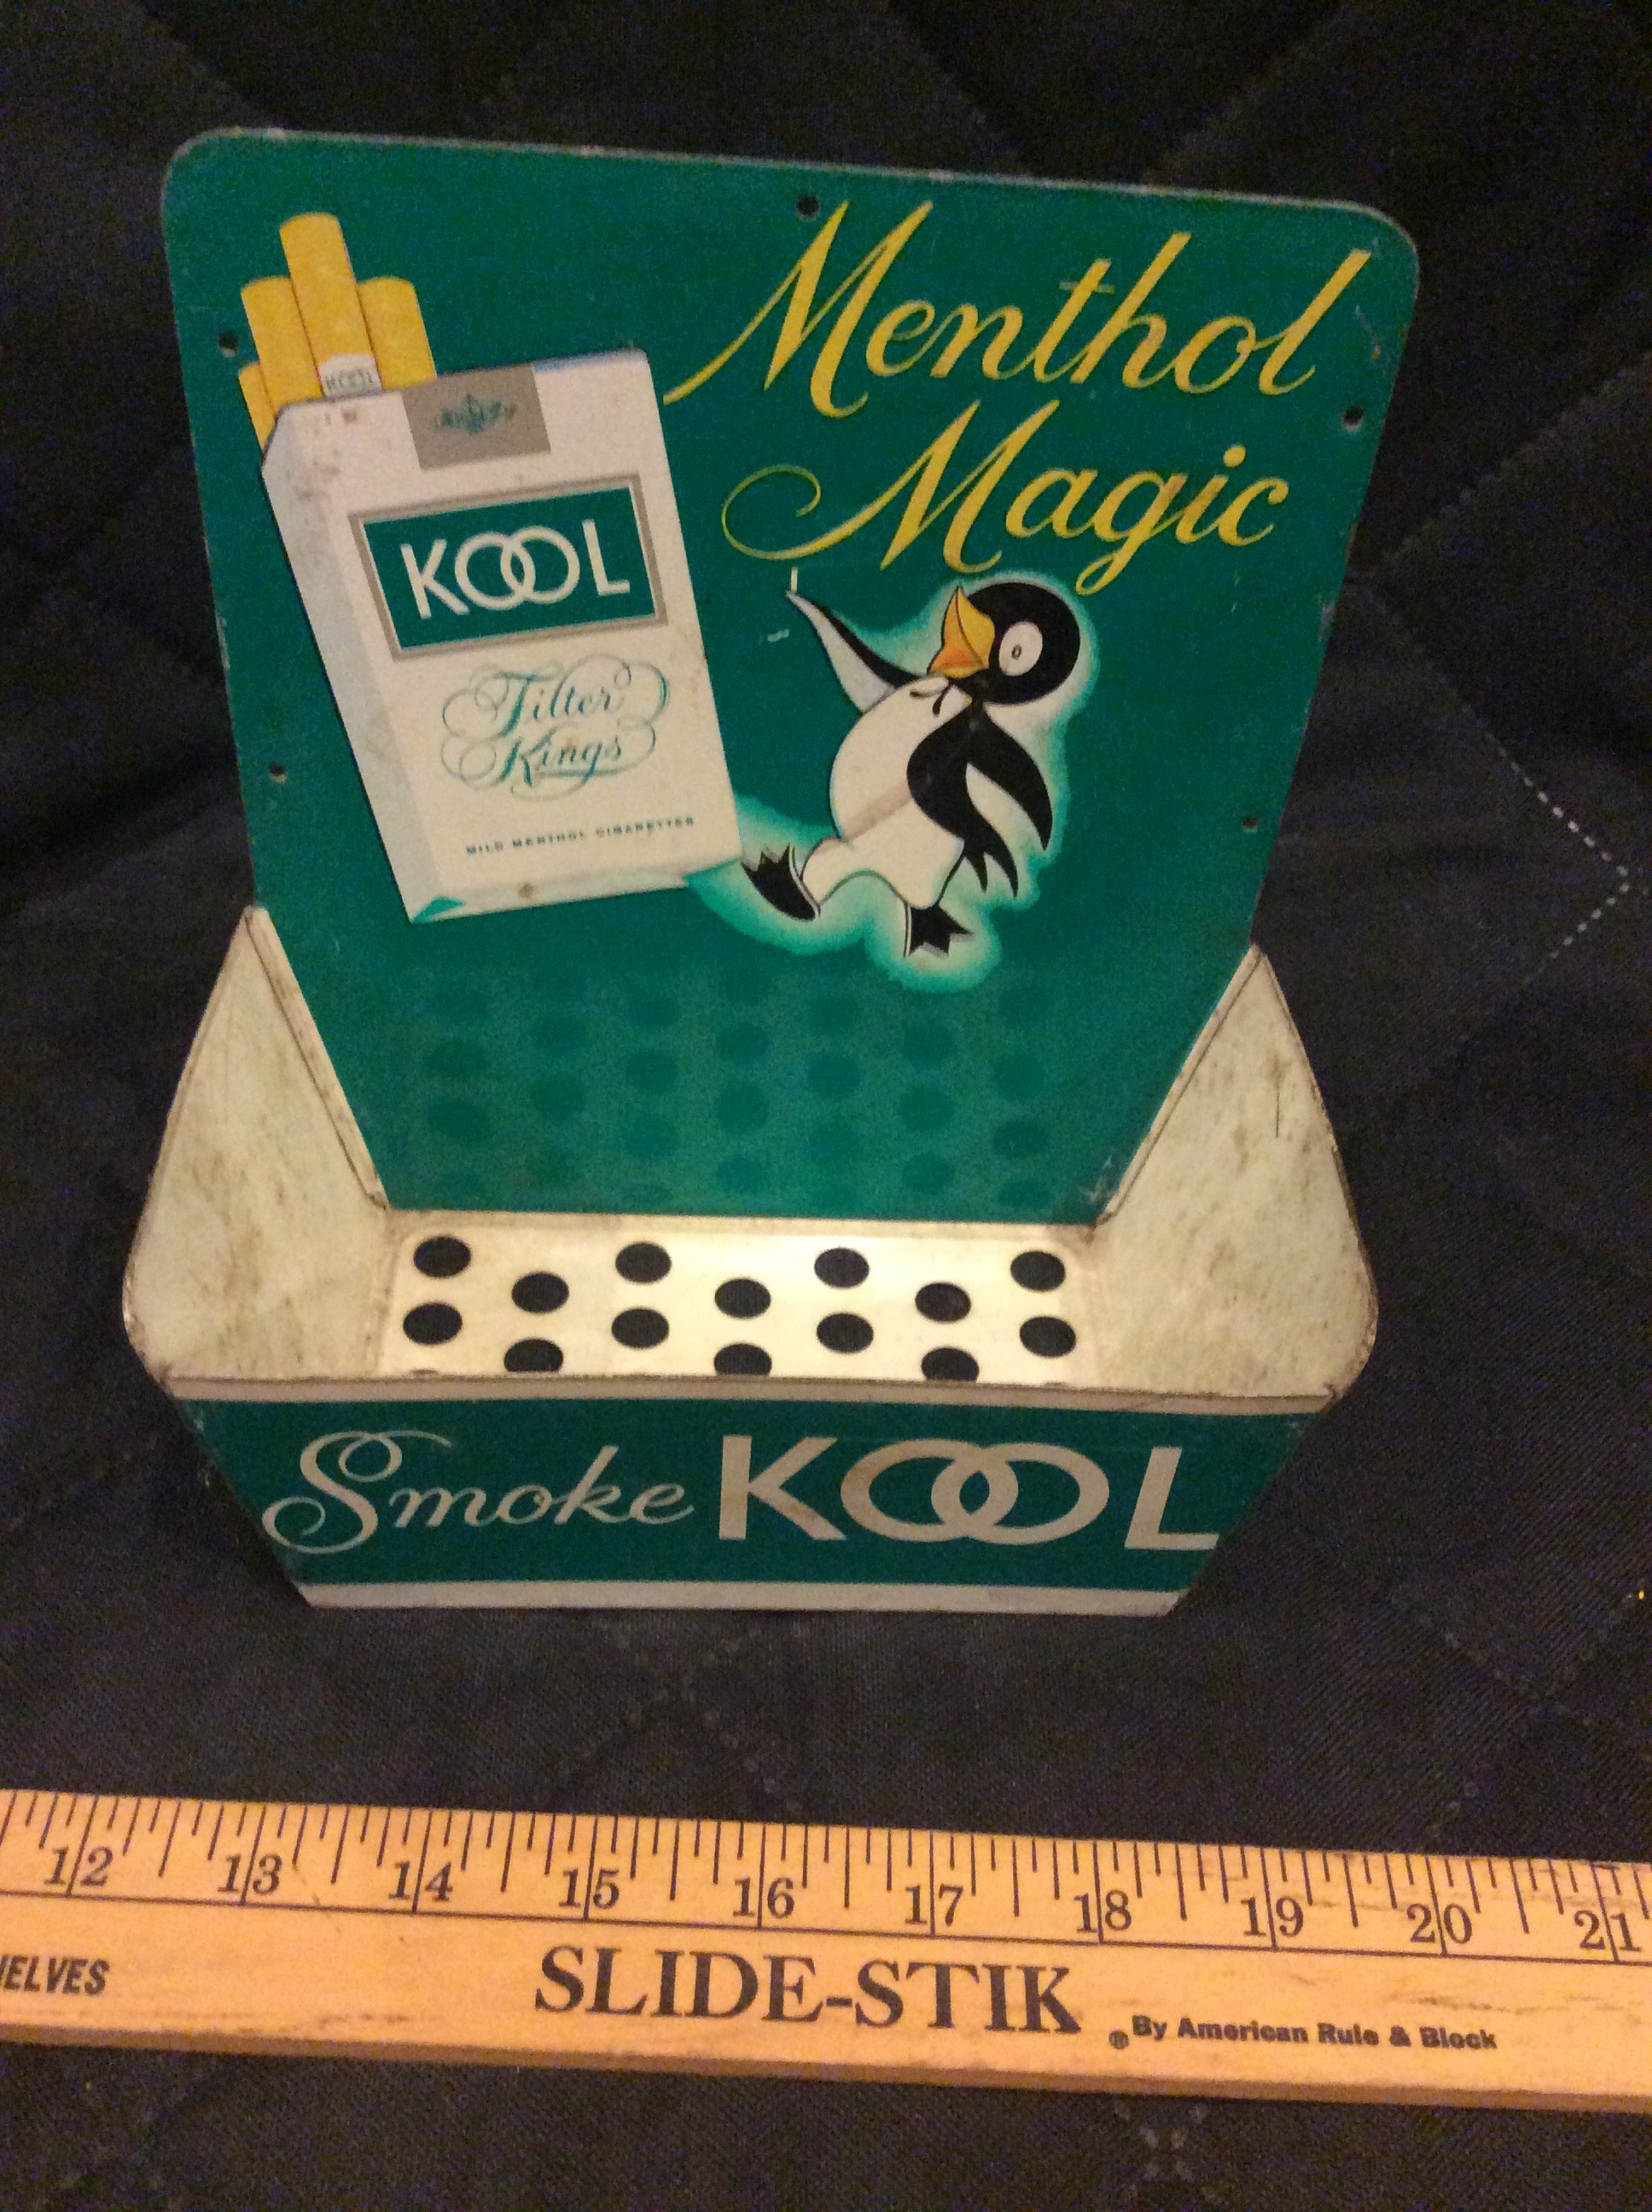 Menthol
Magic
KOOL
KOOL
Filter
Kings
MILD MENTHOL CIGARETTES
Smoke KOOL
12 13 14 15 16 17 18 19 20 21
SLIDE-STIK
® By American Rule & Block